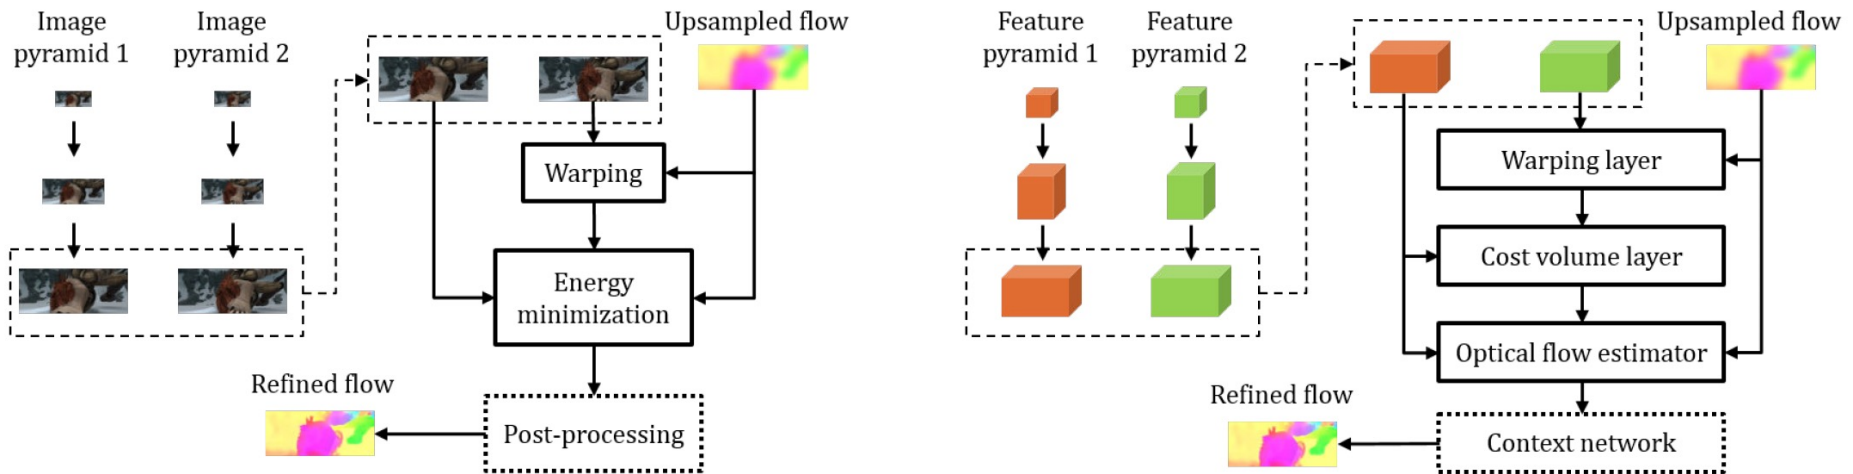 Image
pyramid 1
Image
pyramid 2
Upsampled flow
Warping
Energy
minimization
Refined flow
Post-processing
Feature
pyramid 1
Feature
pyramid 2
Upsampled flow
Warping layer
Cost volume layer
Optical flow estimator
Refined flow
Context network